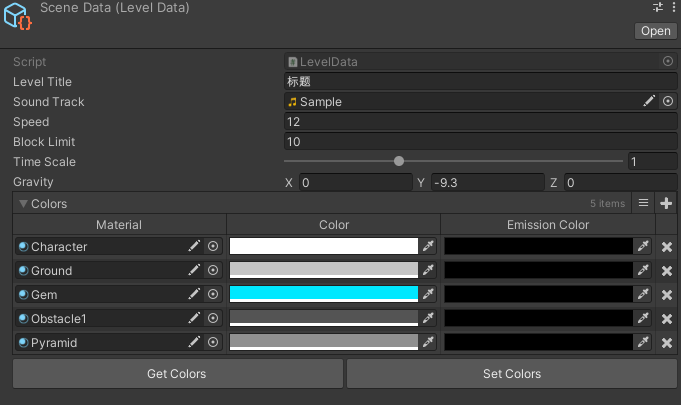 Scene Data (Level Data)
Open
Script LevelData
Level Title 标题
Sound Track Sample
Speed 12
Block Limit 10
Time Scale 1
Gravity X 0 Y -9.3 Z 0
Colors 5 items
Material Color Emission Color
Character
Ground
Gem
Obstacle1
Pyramid
Get Colors Set Colors